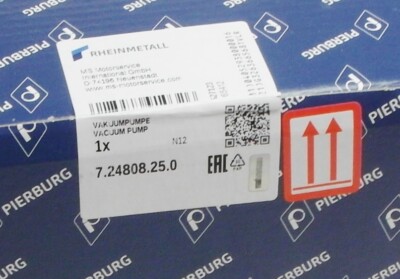 PIERBURG
RHEINMETALL
MS Motorservice
International GmbH
D-74196 Neuenstadt
www.ms-motorservice.com
VAKUUMPUMPE
VACUUM PUMP
1x
N12
7.24808.25.0
EAC
PIERBURG
PIERBURG
PIERBURG
PIERBURG